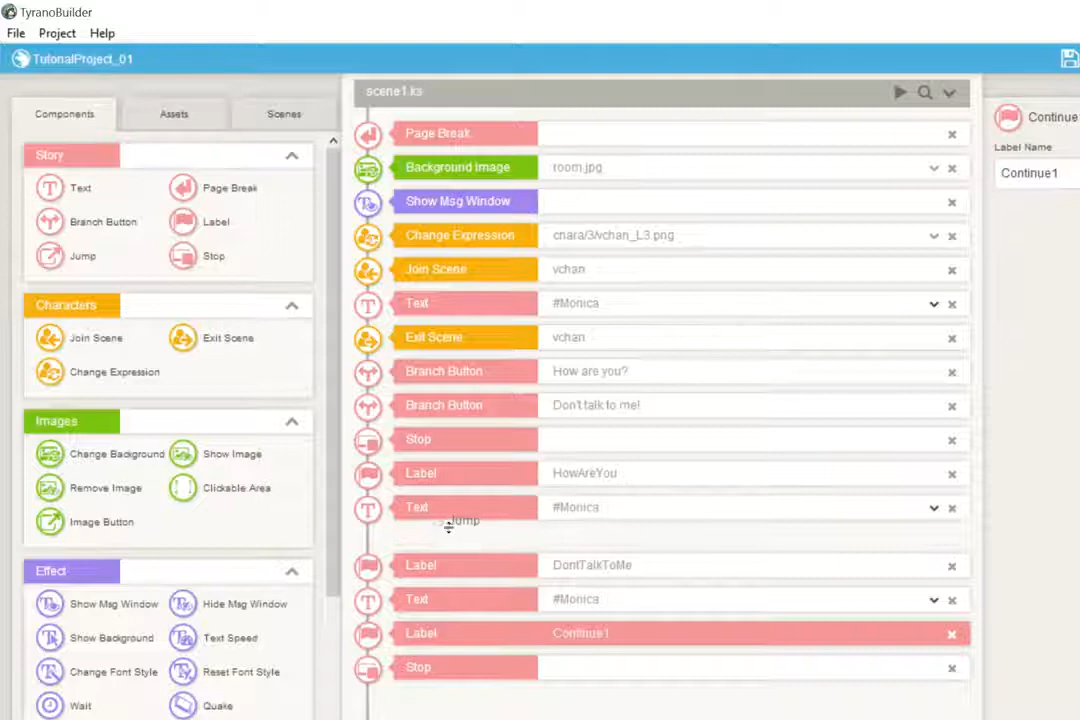 TyranoBuilder
File Project Help
TutorialProject_01
Components Assets Scenes
Story
Text Page Break
Branch Button Label
Jump Stop
Characters
Join Scene Exit Scene
Change Expression
Images
Change Background Show Image
Remove Image Clickable Area
Image Button
Effect
Show Msg Window Hide Msg Window
Show Background Text Speed
Change Font Style Reset Font Style
Wait Quake
scene1.ks
Page Break
Background Image room.jpg
Show Msg Window
Change Expression chara/3/vchan_L3.png
Join Scene vchan
Text #Monica
Exit Scene vchan
Branch Button How are you?
Branch Button Don't talk to me!
Stop
Label HowAreYou
Text #Monica
Jump
Label DontTalkToMe
Text #Monica
Label Continue1
Stop
Continue
Label Name
Continue1